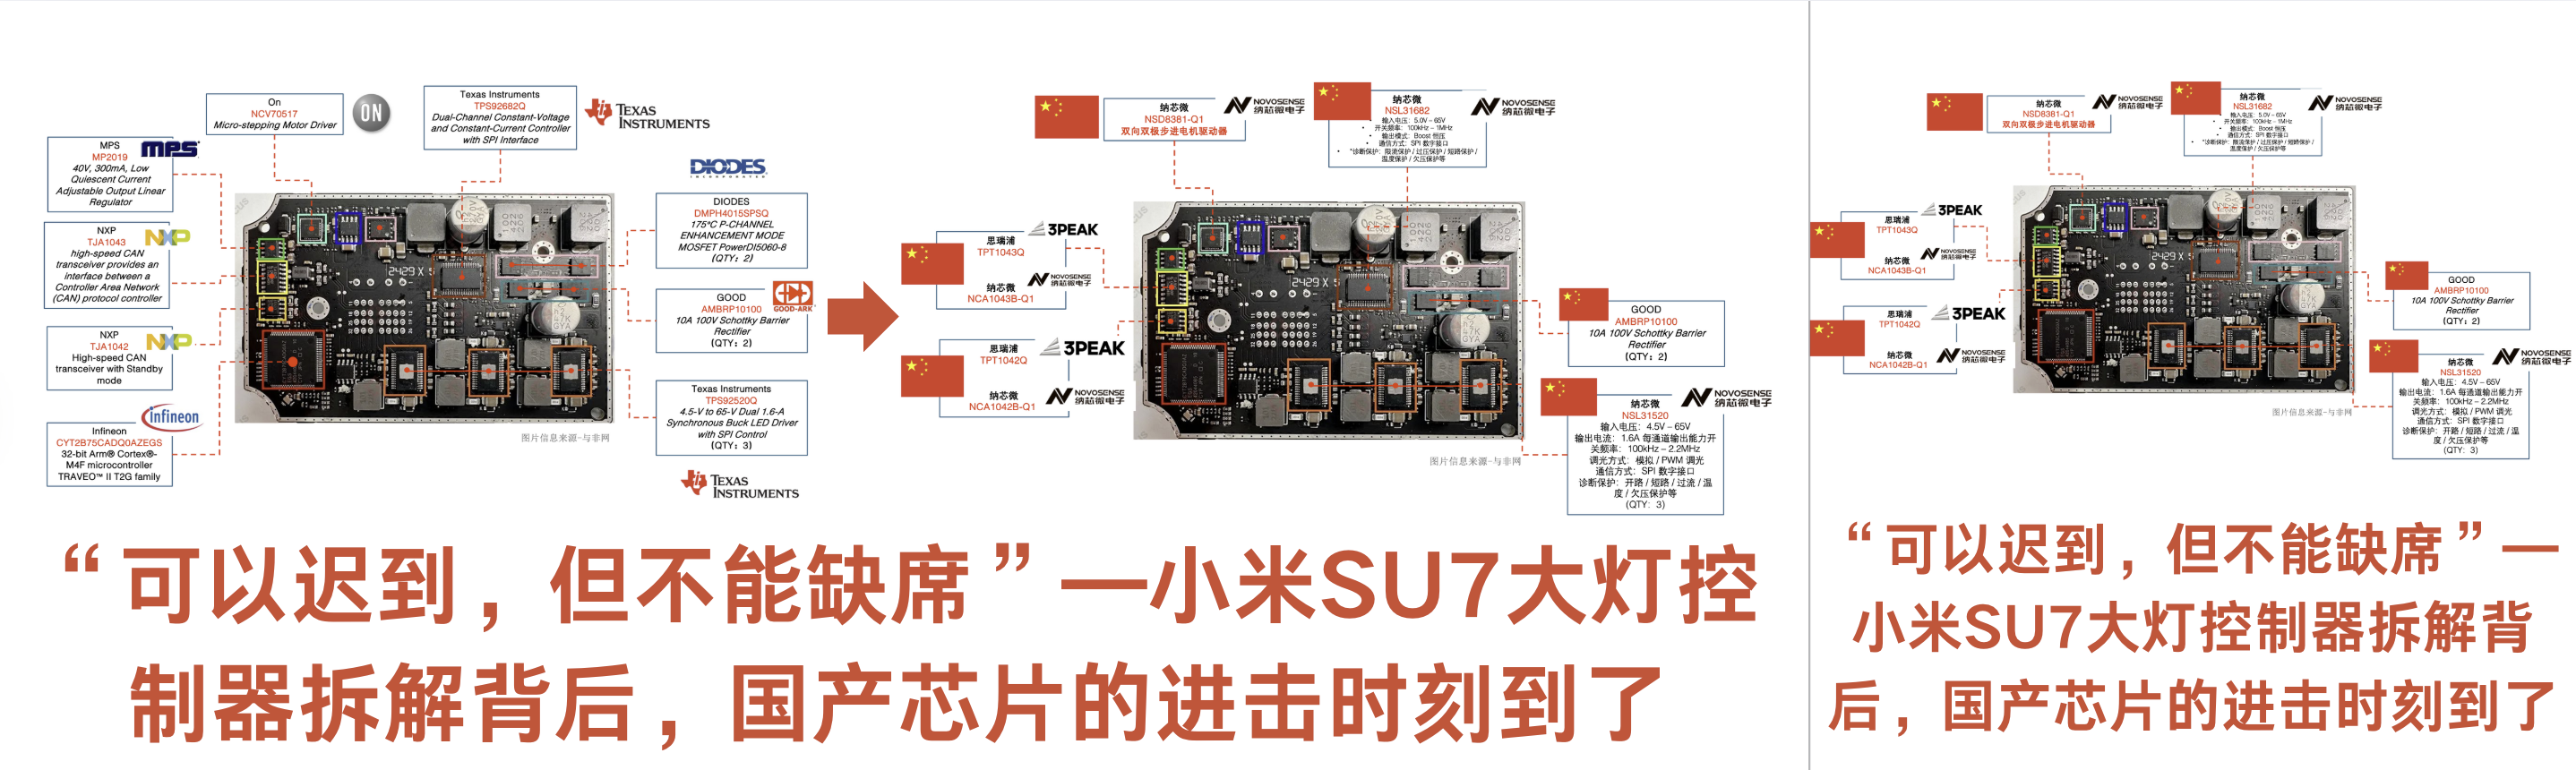 On
NCV70517
Micro-stepping Motor Driver
ON
Texas Instruments
TPS92682Q
Dual-Channel Constant-Voltage
and Constant-Current Controller
with SPI Interface
TEXAS
INSTRUMENTS
MPS
MP2019
40V, 300mA, Low
Quiescent Current
Adjustable Output Linear
Regulator
MPS
NXP
TJA1043
high-speed CAN
transceiver provides an
interface between a
Controller Area Network
(CAN) protocol controller
NXP
NXP
TJA1042
High-speed CAN
transceiver with Standby
mode
NXP
infineon
Infineon
CYT2B75CADQ0AZEGS
32-bit Arm® Cortex®-
M4F microcontroller
TRAVEO™ II T2G family
DIODES
INCORPORATED
DIODES
DMPH4015SPSQ
175°C P-CHANNEL
ENHANCEMENT MODE
MOSFET PowerDI5060-8
(QTY: 2)
GOOD
AMBRP10100
10A 100V Schottky Barrier
Rectifier
(QTY: 2)
GOOD-ARK
Texas Instruments
TPS92520Q
4.5-V to 65-V Dual 1.6-A
Synchronous Buck LED Driver
with SPI Control
(QTY: 3)
TEXAS
INSTRUMENTS
2429 X
图片信息来源-与非网
纳芯微
NSD8381-Q1
双向双极步进电机驱动器
NOVOSENSE
纳芯微电子
纳芯微
NSL31682
输入电压：5.0V – 65V
开关频率：100kHz – 1MHz
输出模式：Boost 恒压
通信方式：SPI 数字接口
*诊断保护：限流保护 / 过压保护 / 短路保护 /
温度保护 / 欠压保护等
NOVOSENSE
纳芯微电子
思瑞浦
TPT1043Q
3PEAK
纳芯微
NCA1043B-Q1
NOVOSENSE
纳芯微电子
思瑞浦
TPT1042Q
3PEAK
纳芯微
NCA1042B-Q1
NOVOSENSE
纳芯微电子
GOOD
AMBRP10100
10A 100V Schottky Barrier
Rectifier
(QTY: 2)
纳芯微
NSL31520
输入电压：4.5V – 65V
输出电流：1.6A 每通道输出能力开
关频率：100kHz – 2.2MHz
调光方式：模拟 / PWM 调光
通信方式：SPI 数字接口
诊断保护：开路 / 短路 / 过流 / 温
度 / 欠压保护等
(QTY: 3)
NOVOSENSE
纳芯微电子
2429 X
图片信息来源-与非网
“可以迟到，但不能缺席”—小米SU7大灯控
制器拆解背后，国产芯片的进击时刻到了
纳芯微
NSD8381-Q1
双向双极步进电机驱动器
NOVOSENSE
纳芯微电子
纳芯微
NSL31682
输入电压：5.0V – 65V
开关频率：100kHz – 1MHz
输出模式：Boost 恒压
通信方式：SPI 数字接口
*诊断保护：限流保护 / 过压保护 / 短路保护 /
温度保护 / 欠压保护等
NOVOSENSE
纳芯微电子
思瑞浦
TPT1043Q
3PEAK
纳芯微
NCA1043B-Q1
NOVOSENSE
纳芯微电子
思瑞浦
TPT1042Q
3PEAK
纳芯微
NCA1042B-Q1
NOVOSENSE
纳芯微电子
GOOD
AMBRP10100
10A 100V Schottky Barrier
Rectifier
(QTY: 2)
纳芯微
NSL31520
输入电压：4.5V – 65V
输出电流：1.6A 每通道输出能力开
关频率：100kHz – 2.2MHz
调光方式：模拟 / PWM 调光
通信方式：SPI 数字接口
诊断保护：开路 / 短路 / 过流 / 温
度 / 欠压保护等
(QTY: 3)
NOVOSENSE
纳芯微电子
2429 X
图片信息来源-与非网
“可以迟到，但不能缺席”—
小米SU7大灯控制器拆解背
后，国产芯片的进击时刻到了